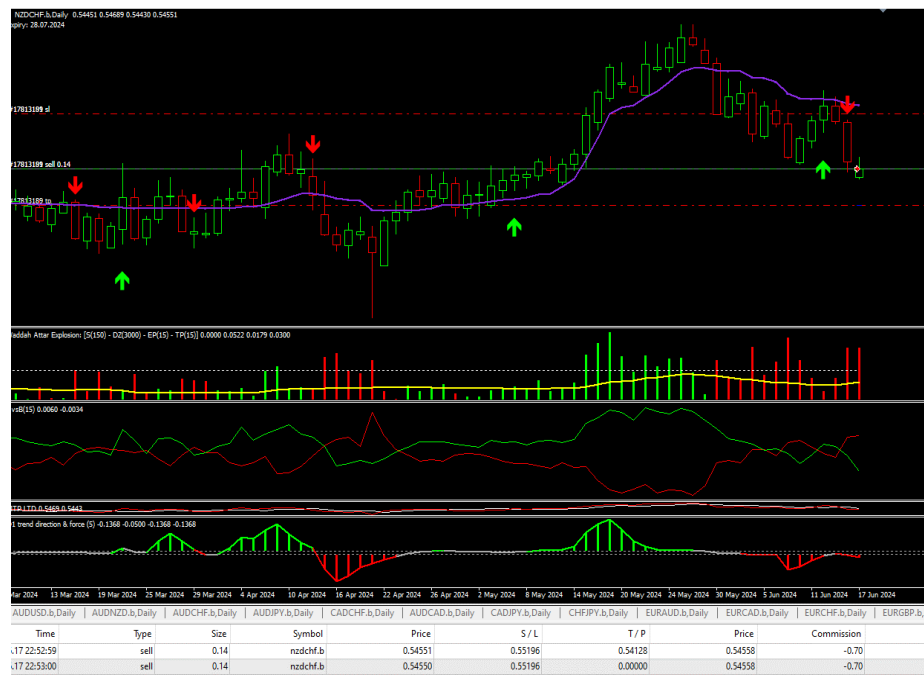 NZDCHF.b,Daily 0.54451 0.54689 0.54430 0.54551
xpiry: 28.07.2024
#17813199 sl
#17813199 sell 0.14
#17813199 tp
addah Attar Explosion: [S(150) - DZ(3000) - EP(15) - TP(15)] 0.0000 0.0522 0.0179 0.0300
vsB(15) 0.0060 -0.0034
TP LTD 0.5469 0.5443
trend direction & force (5) -0.1368 -0.0500 -0.1368 -0.1368
Mar 2024 13 Mar 2024 19 Mar 2024 25 Mar 2024 29 Mar 2024 4 Apr 2024 10 Apr 2024 16 Apr 2024 22 Apr 2024 26 Apr 2024 2 May 2024 8 May 2024 14 May 2024 20 May 2024 24 May 2024 30 May 2024 5 Jun 2024 11 Jun 2024 17 Jun 2024
AUDUSD.b,Daily | AUDNZD.b,Daily | AUDCHF.b,Daily | AUDJPY.b,Daily | CADCHF.b,Daily | AUDCAD.b,Daily | CADJPY.b,Daily | CHFJPY.b,Daily | EURAUD.b,Daily | EURCAD.b,Daily | EURCHF.b,Daily | EURGBP.b
Time Type Size Symbol Price S / L T / P Price Commission
.17 22:52:59 sell 0.14 nzdchf.b 0.54551 0.55196 0.54128 0.54558 -0.70
.17 22:53:00 sell 0.14 nzdchf.b 0.54550 0.55196 0.00000 0.54558 -0.70